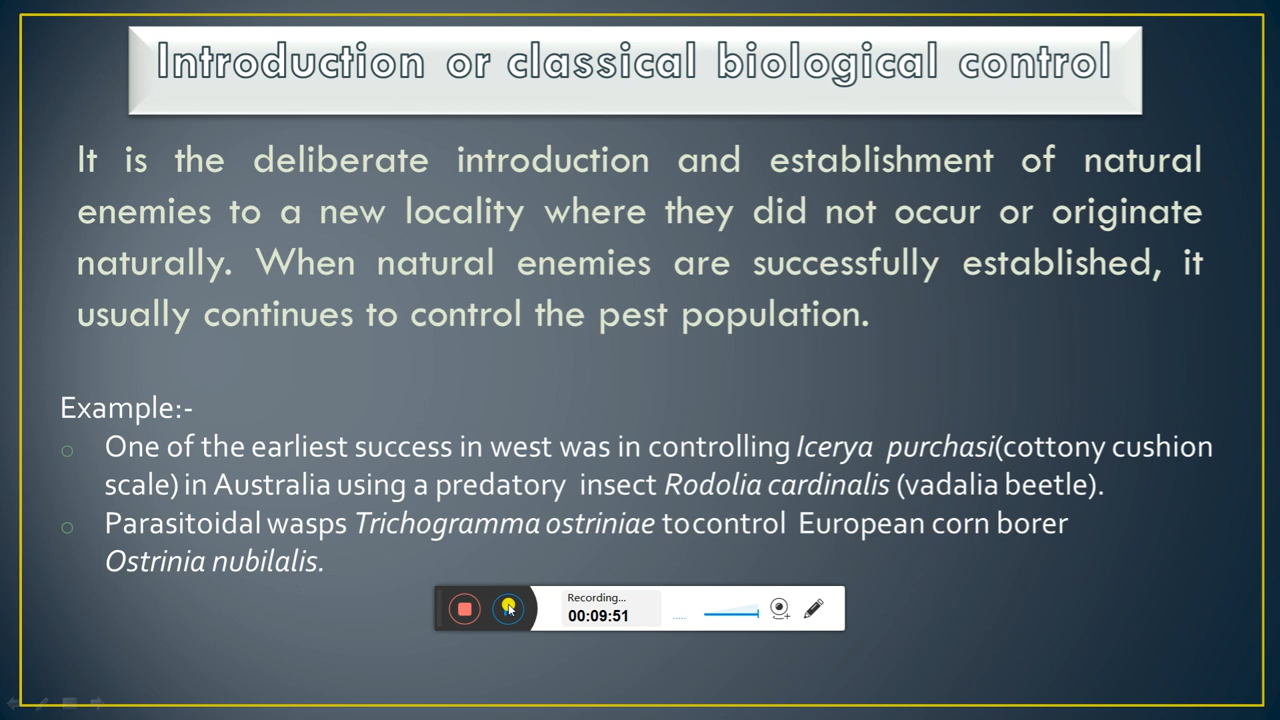 Introduction or classical biological control
It is the deliberate introduction and establishment of natural
enemies to a new locality where they did not occur or originate
naturally. When natural enemies are successfully established, it
usually continues to control the pest population.
Example:-
One of the earliest success in west was in controlling Icerya purchasi(cottony cushion
scale) in Australia using a predatory insect Rodolia cardinalis (vadalia beetle).
Parasitoidal wasps Trichogramma ostriniae tocontrol European corn borer
Ostrinia nubilalis.
Recording...
00:09:51